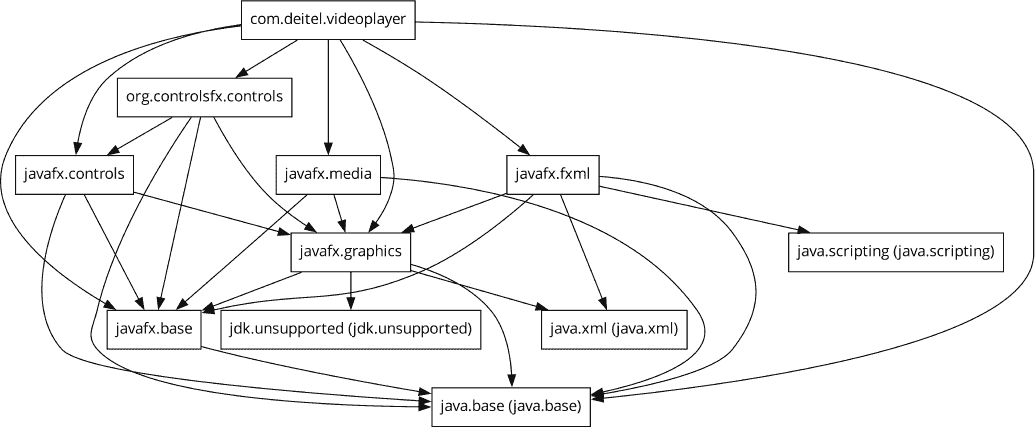 com.deitel.videoplayer
org.controlsfx.controls
javafx.controls
javafx.media
javafx.fxml
javafx.graphics
java.scripting (java.scripting)
javafx.base
jdk.unsupported (jdk.unsupported)
java.xml (java.xml)
java.base (java.base)